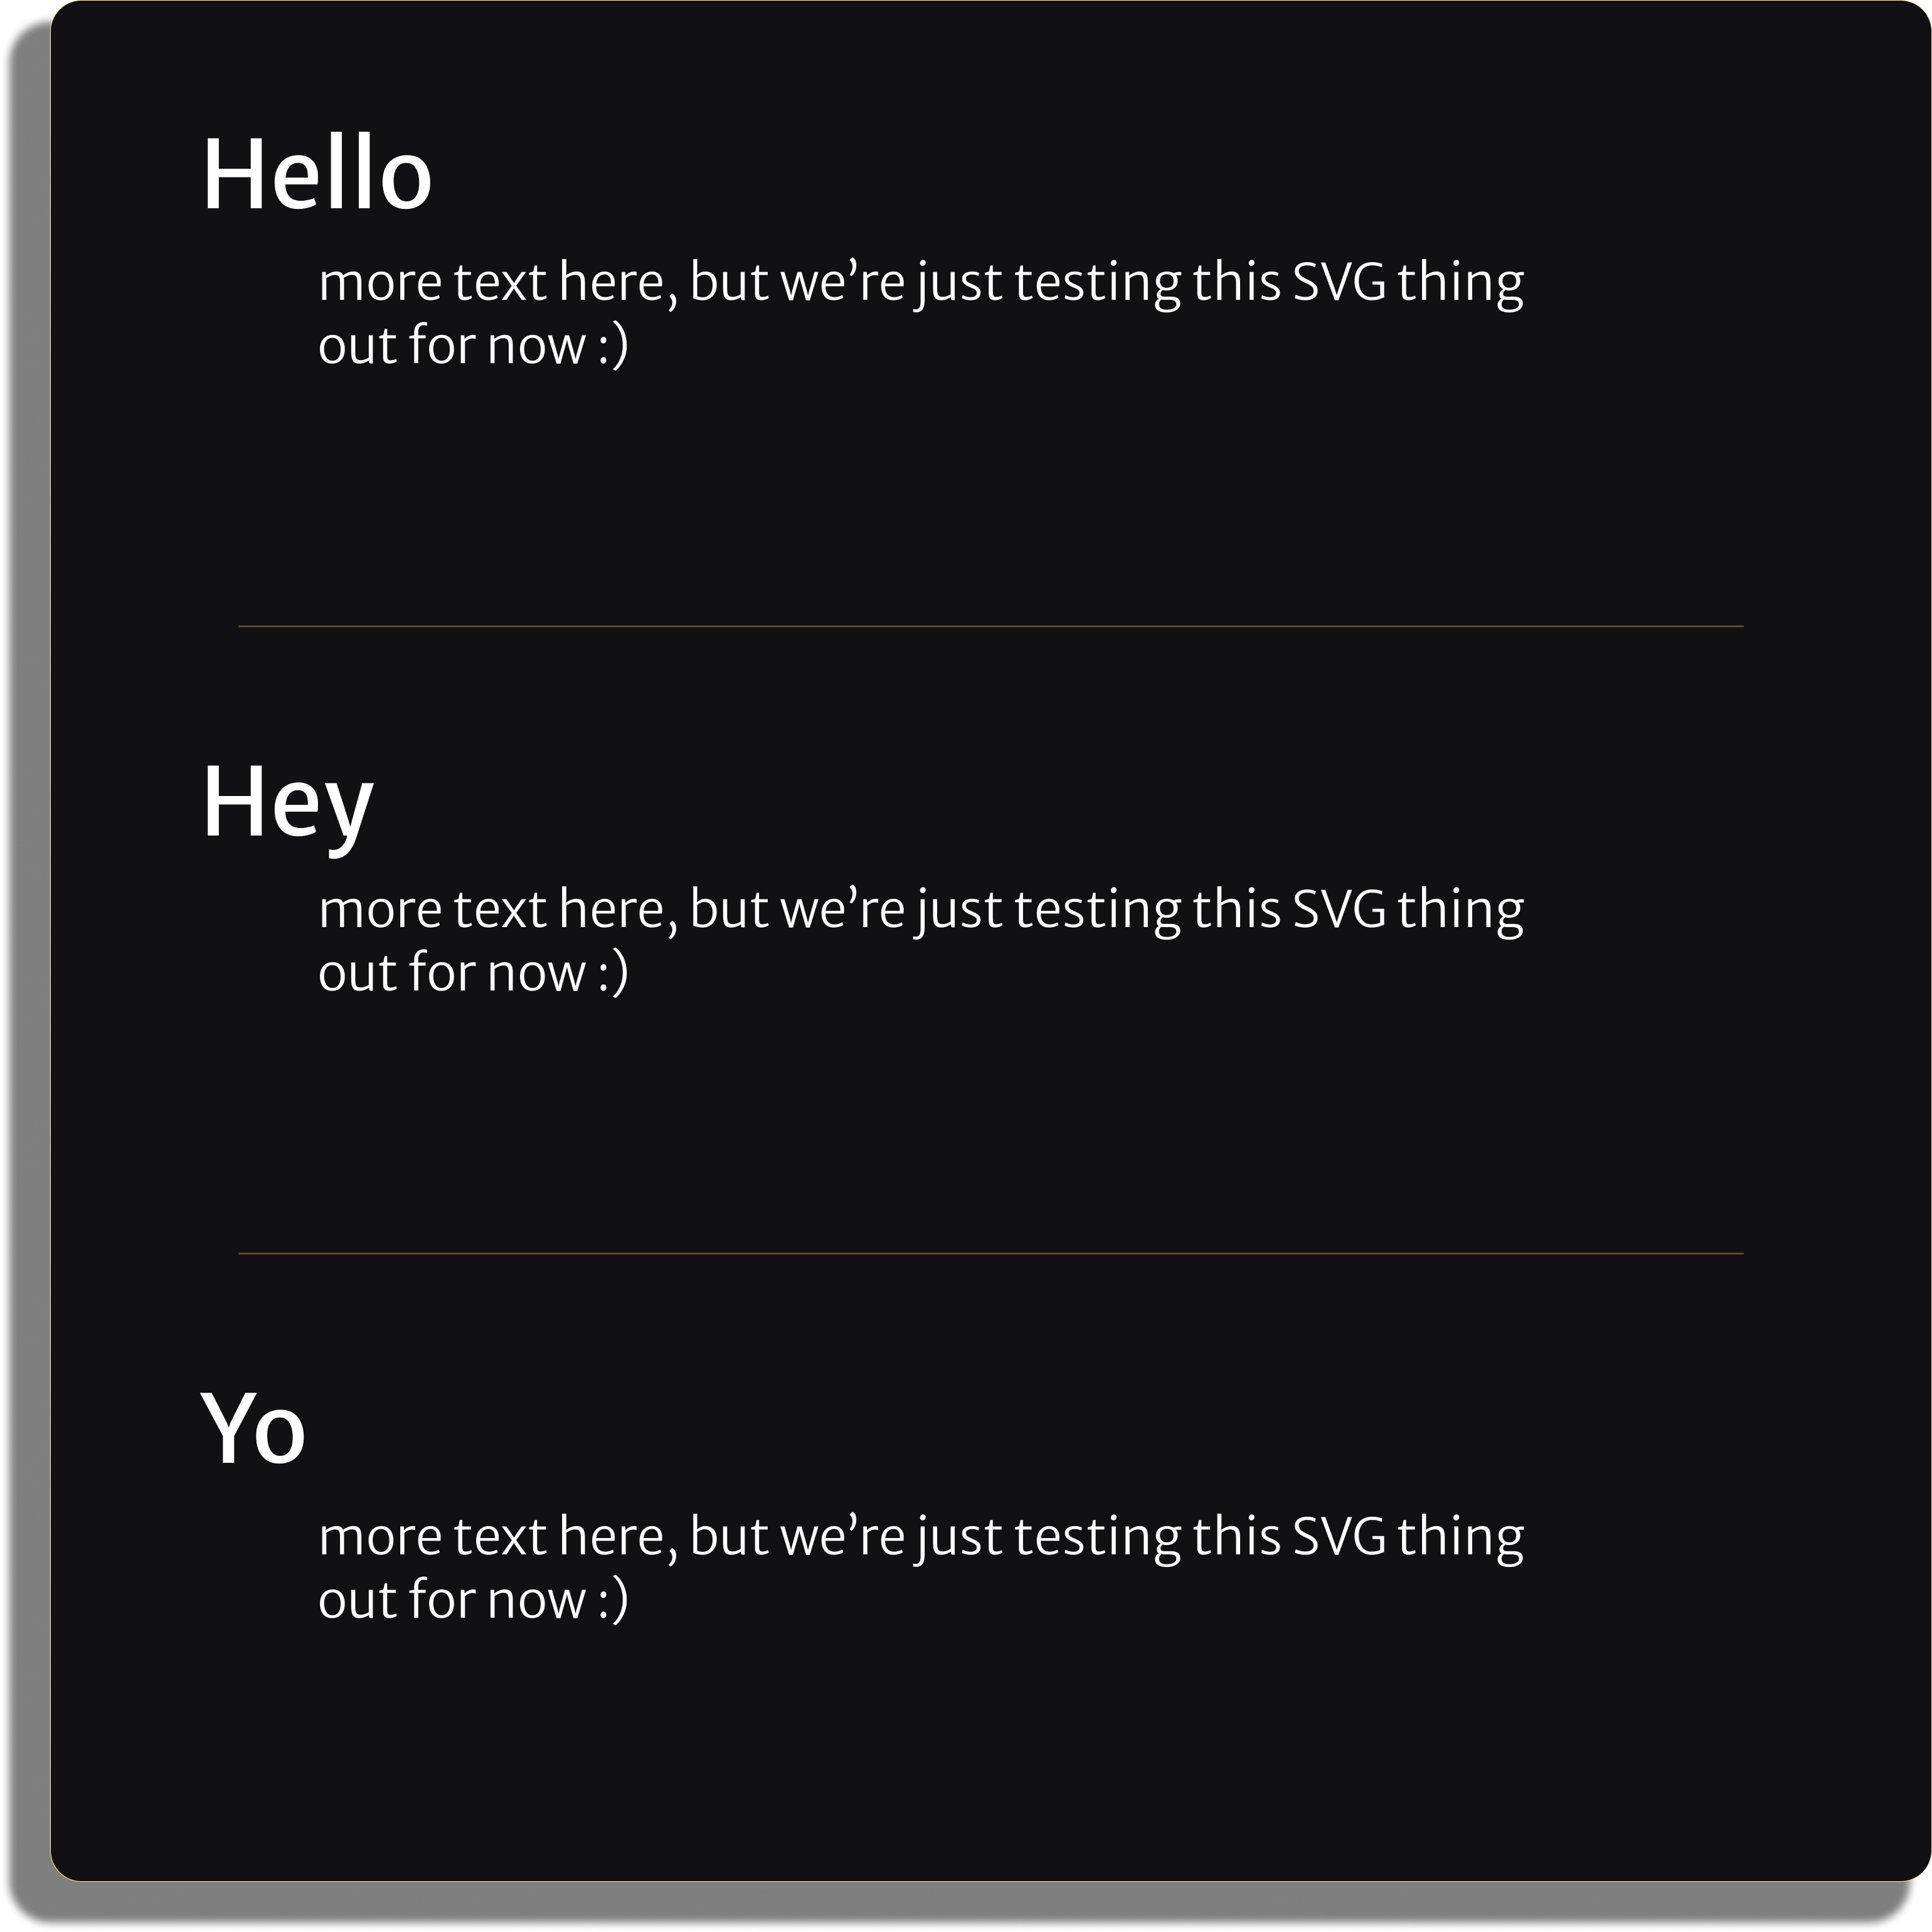 Hello
more text here, but we’re just testing this SVG thing
out for now :)
Hey
more text here, but we’re just testing this SVG thing
out for now :)
Yo
more text here, but we’re just testing this SVG thing
out for now :)